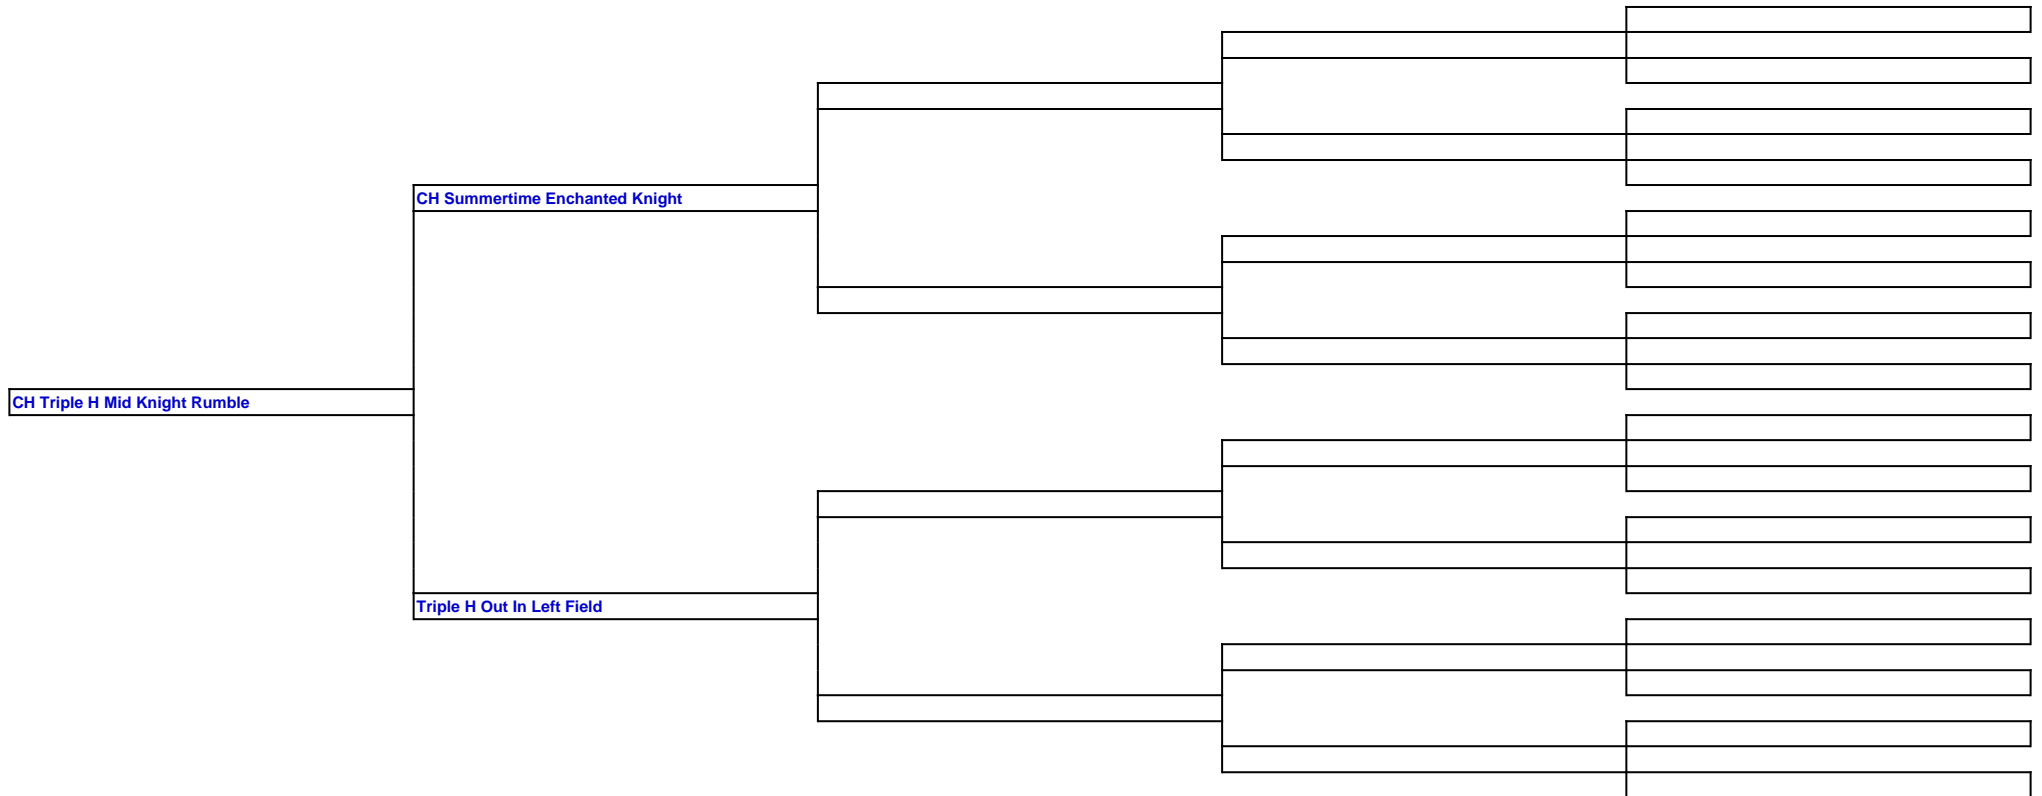 CH Summertime Enchanted Knight
CH Triple H Mid Knight Rumble
Triple H Out In Left Field